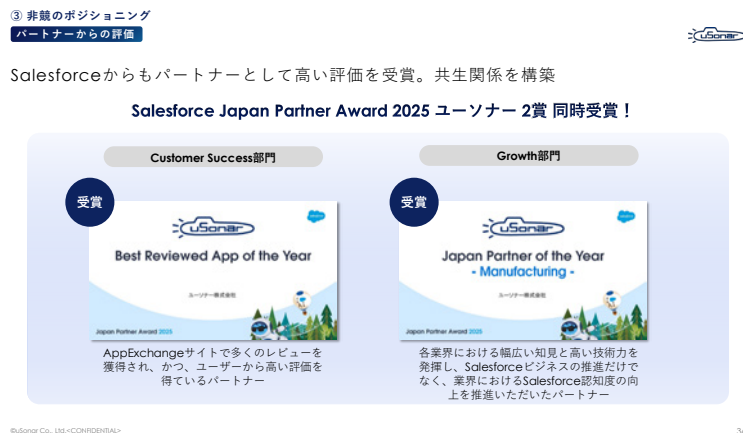 ③ 非競のポジショニング
パートナーからの評価
uSonar
Salesforceからもパートナーとして高い評価を受賞。共生関係を構築
Salesforce Japan Partner Award 2025 ユーソナー 2賞 同時受賞！
Customer Success部門
Growth部門
受賞
uSonar
Best Reviewed App of the Year
ユーソナー株式会社
Japan Partner Award 2025
受賞
uSonar
Japan Partner of the Year
- Manufacturing -
ユーソナー株式会社
Japan Partner Award 2025
AppExchangeサイトで多くのレビューを
獲得され、かつ、ユーザーから高い評価を
得ているパートナー
各業界における幅広い知見と高い技術力を
発揮し、Salesforceビジネスの推進だけで
なく、業界におけるSalesforce認知度の向
上を推進いただいたパートナー
©uSonar Co., Ltd.<CONFIDENTIAL>